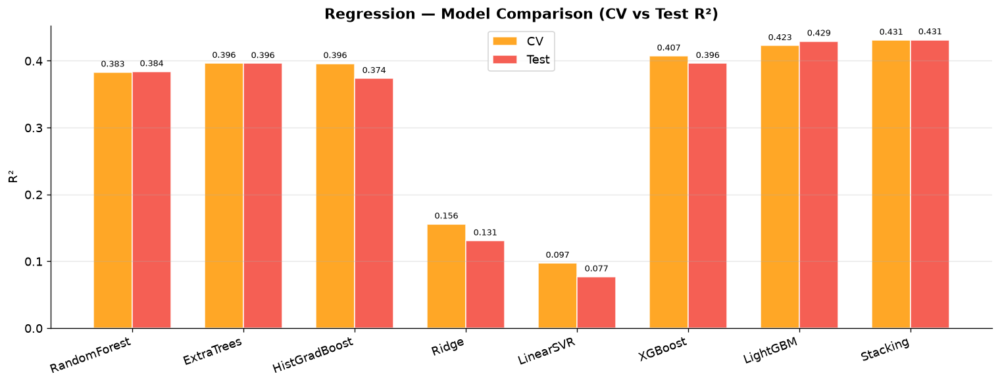 Regression — Model Comparison (CV vs Test R²)
CV
Test
R²
0.4
0.3
0.2
0.1
0.0
0.383
0.384
0.396
0.396
0.396
0.374
0.156
0.131
0.097
0.077
0.407
0.396
0.423
0.429
0.431
0.431
RandomForest
ExtraTrees
HistGradBoost
Ridge
LinearSVR
XGBoost
LightGBM
Stacking